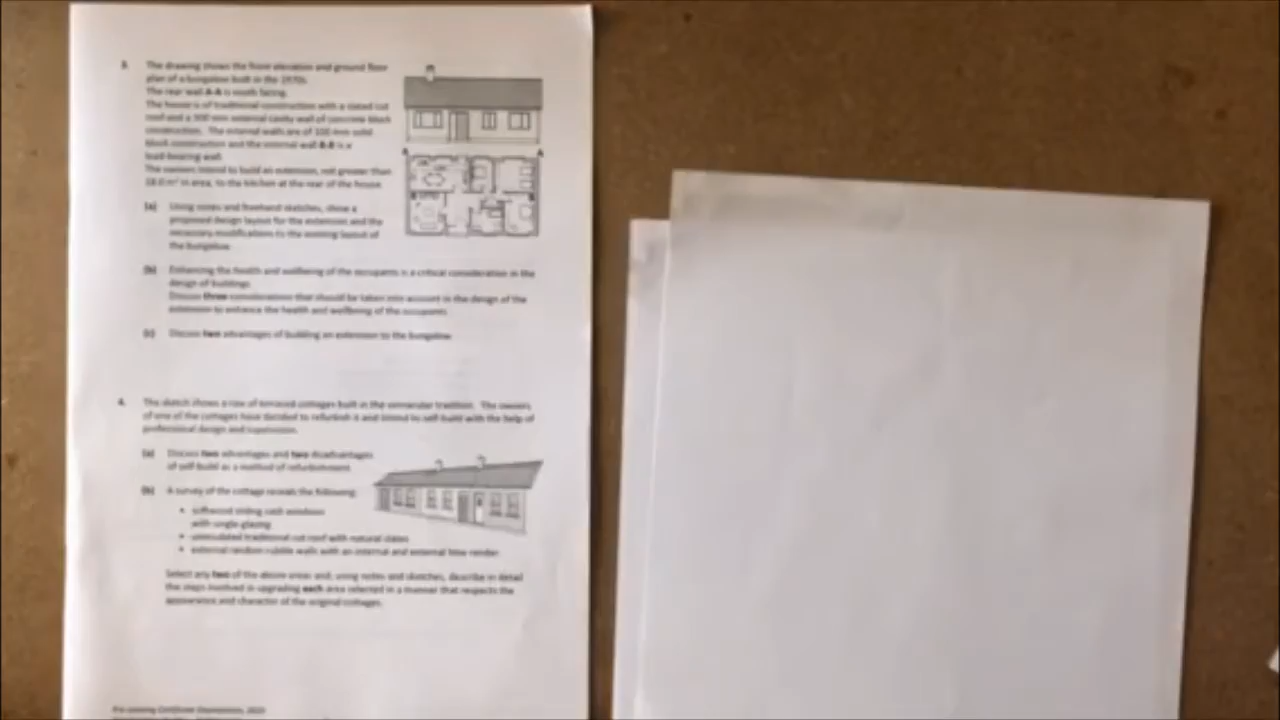 3. The drawing shows the front elevation and ground floor
plan of a bungalow built in the 1970s.
The rear wall A-A is south facing.
The house is of traditional construction with a slated cut
roof and a 300 mm external cavity wall of concrete block
construction. The internal walls are of 100 mm solid
block construction and the internal wall B-B is a
load-bearing wall.
The owners intend to build an extension, not greater than
18.0 m² in area, to the kitchen at the rear of the house.
A A
(a) Using notes and freehand sketches, show a
proposed design layout for the extension and the
necessary modifications to the existing layout of
the bungalow.
(b) Enhancing the health and wellbeing of the occupants is a critical consideration in the
design of buildings.
Discuss three considerations that should be taken into account in the design of the
extension to enhance the health and wellbeing of the occupants.
(c) Discuss two advantages of building an extension to the bungalow.
4. The sketch shows a row of terraced cottages built in the vernacular tradition. The owners
of one of the cottages have decided to refurbish it and intend to self-build with the help of
professional design and supervision.
(a) Discuss two advantages and two disadvantages
of self-build as a method of refurbishment.
(b) A survey of the cottage reveals the following:
• softwood sliding sash windows
with single glazing
• uninsulated traditional cut roof with natural slates
• external random rubble walls with an internal and external lime render.
Select any two of the above areas and, using notes and sketches, describe in detail
the steps involved in upgrading each area selected in a manner that respects the
appearance and character of the original cottages.
Pre-Leaving Certificate Examination,